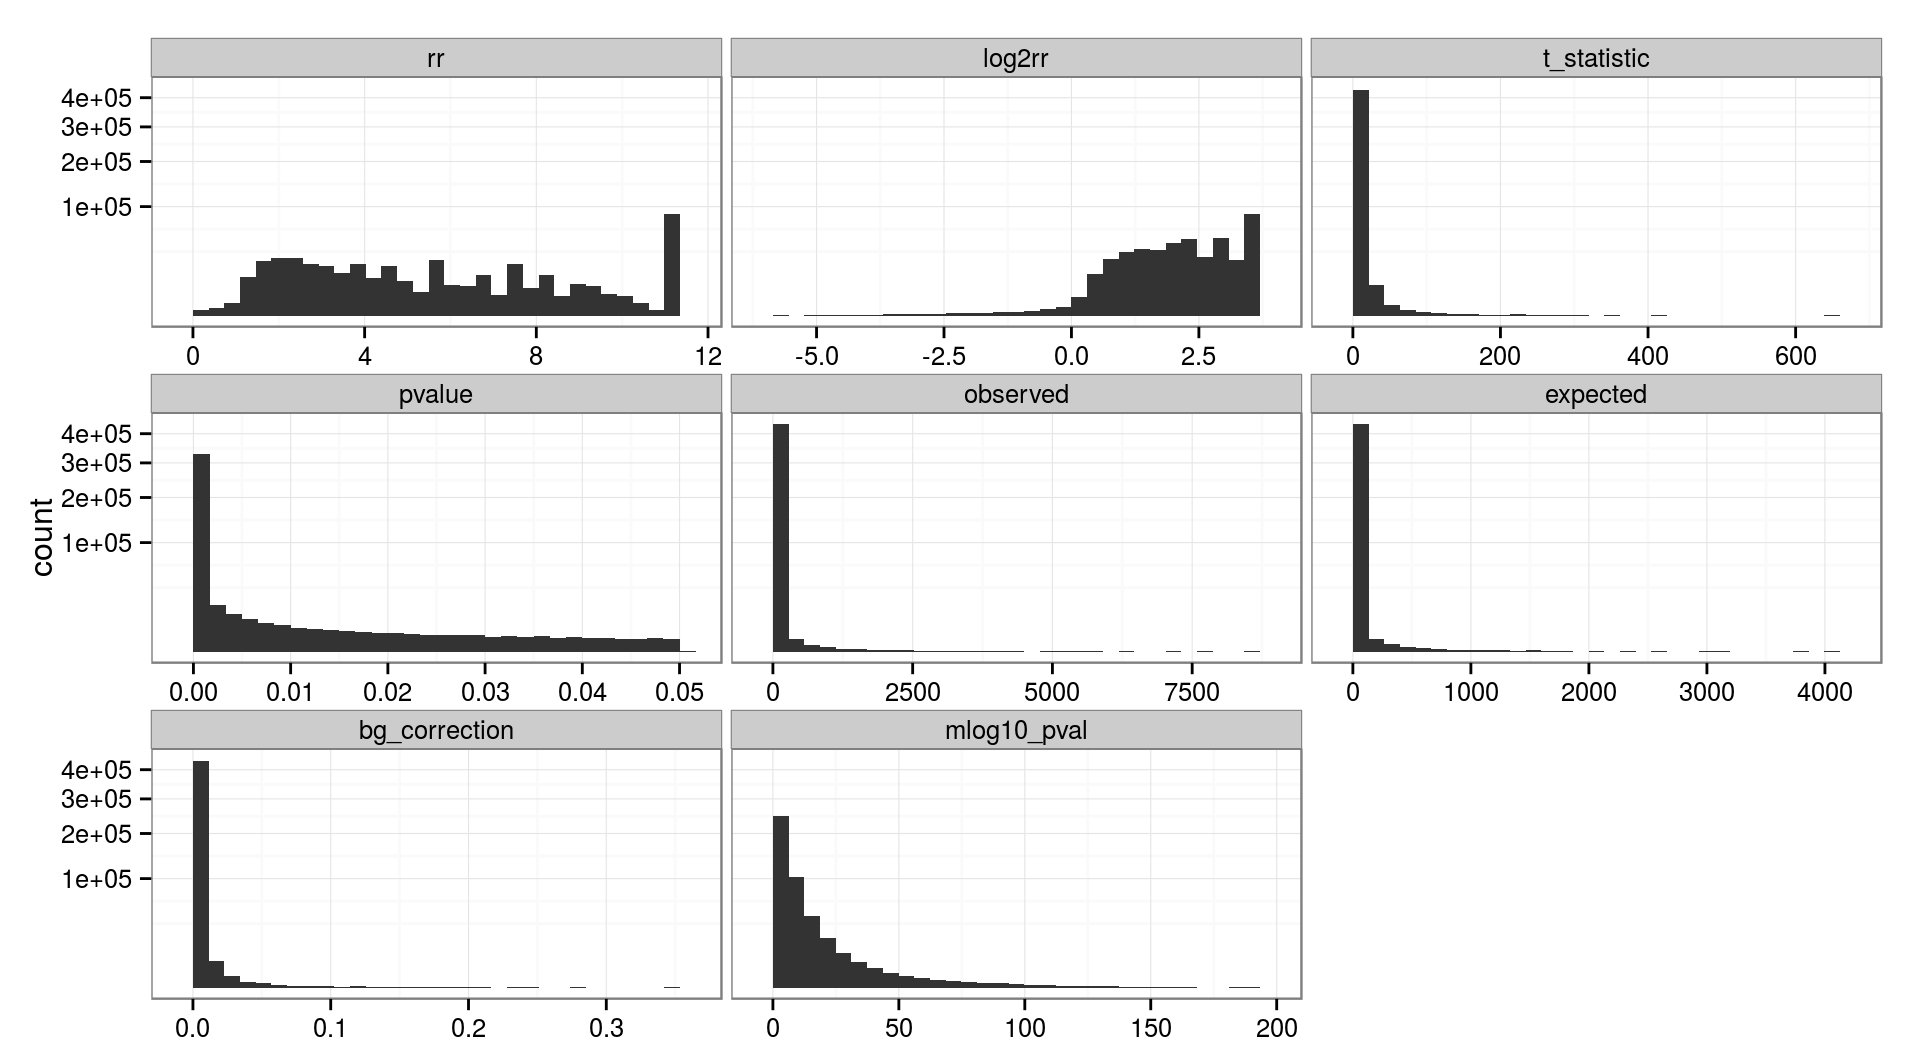 rr log2rr t_statistic
4e+05
3e+05
2e+05
1e+05
0 4 8 12 -5.0 -2.5 0.0 2.5 0 200 400 600
pvalue observed expected
4e+05
3e+05
2e+05
1e+05
count
0.00 0.01 0.02 0.03 0.04 0.05 0 2500 5000 7500 0 1000 2000 3000 4000
bg_correction mlog10_pval
4e+05
3e+05
2e+05
1e+05
0.0 0.1 0.2 0.3 0 50 100 150 200